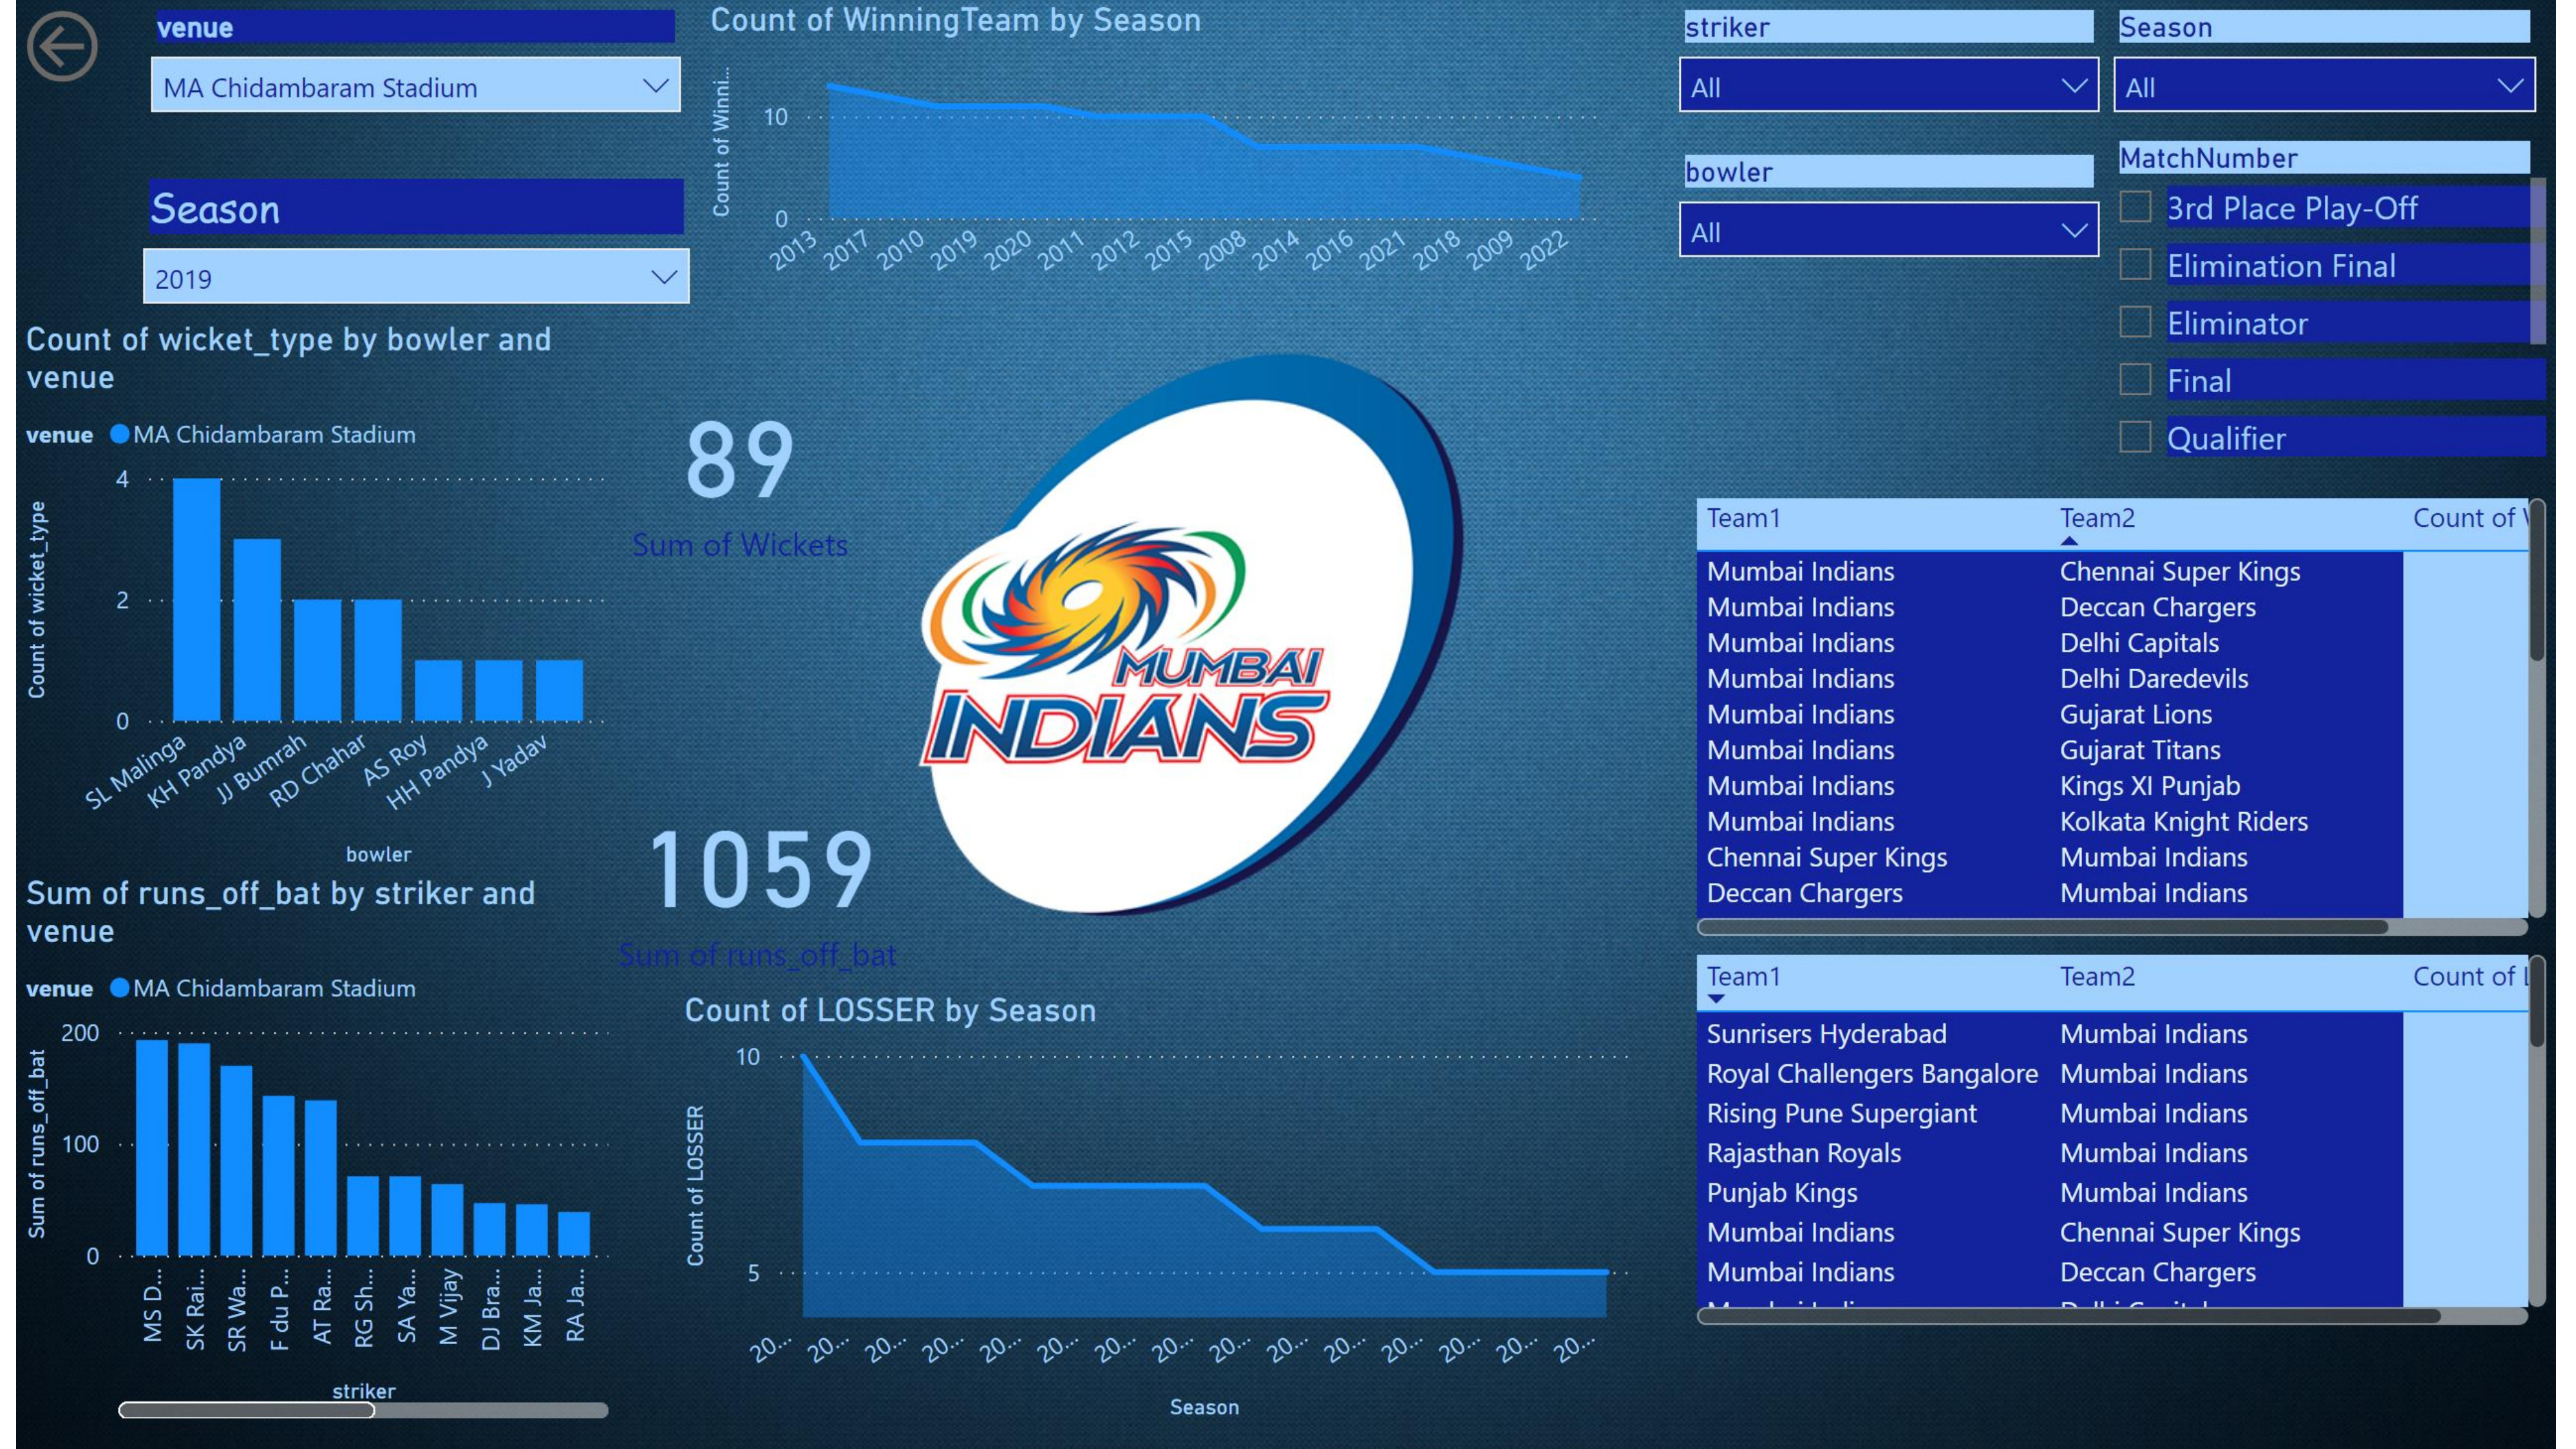 venue
MA Chidambaram Stadium
Season
2019
Count of WinningTeam by Season
Count of Winni...
10
0
2013 2017 2010 2019 2020 2011 2012 2015 2008 2014 2016 2021 2018 2009 2022
striker
All
Season
All
bowler
All
MatchNumber
3rd Place Play-Off
Elimination Final
Eliminator
Final
Qualifier
Count of wicket_type by bowler and
venue
venue MA Chidambaram Stadium
Count of wicket_type
4
2
0
SL Malinga KH Pandya JJ Bumrah RD Chahar AS Roy HH Pandya J Yadav
bowler
89
Sum of Wickets
MUMBAI
INDIANS
1059
Sum of runs_off_bat
Sum of runs_off_bat by striker and
venue
venue MA Chidambaram Stadium
Sum of runs_off_bat
200
100
0
MS D... SK Rai... SR Wa... F du P... AT Ra... RG Sh... SA Ya... M Vijay DJ Bra... KM Ja... RA Ja...
striker
Count of LOSSER by Season
Count of LOSSER
10
5
20... 20... 20... 20... 20... 20... 20... 20... 20... 20... 20... 20... 20... 20... 20...
Season
Team1 Team2 Count of
Mumbai Indians Chennai Super Kings
Mumbai Indians Deccan Chargers
Mumbai Indians Delhi Capitals
Mumbai Indians Delhi Daredevils
Mumbai Indians Gujarat Lions
Mumbai Indians Gujarat Titans
Mumbai Indians Kings XI Punjab
Mumbai Indians Kolkata Knight Riders
Chennai Super Kings Mumbai Indians
Deccan Chargers Mumbai Indians
Team1 Team2 Count of
Sunrisers Hyderabad Mumbai Indians
Royal Challengers Bangalore Mumbai Indians
Rising Pune Supergiant Mumbai Indians
Rajasthan Royals Mumbai Indians
Punjab Kings Mumbai Indians
Mumbai Indians Chennai Super Kings
Mumbai Indians Deccan Chargers